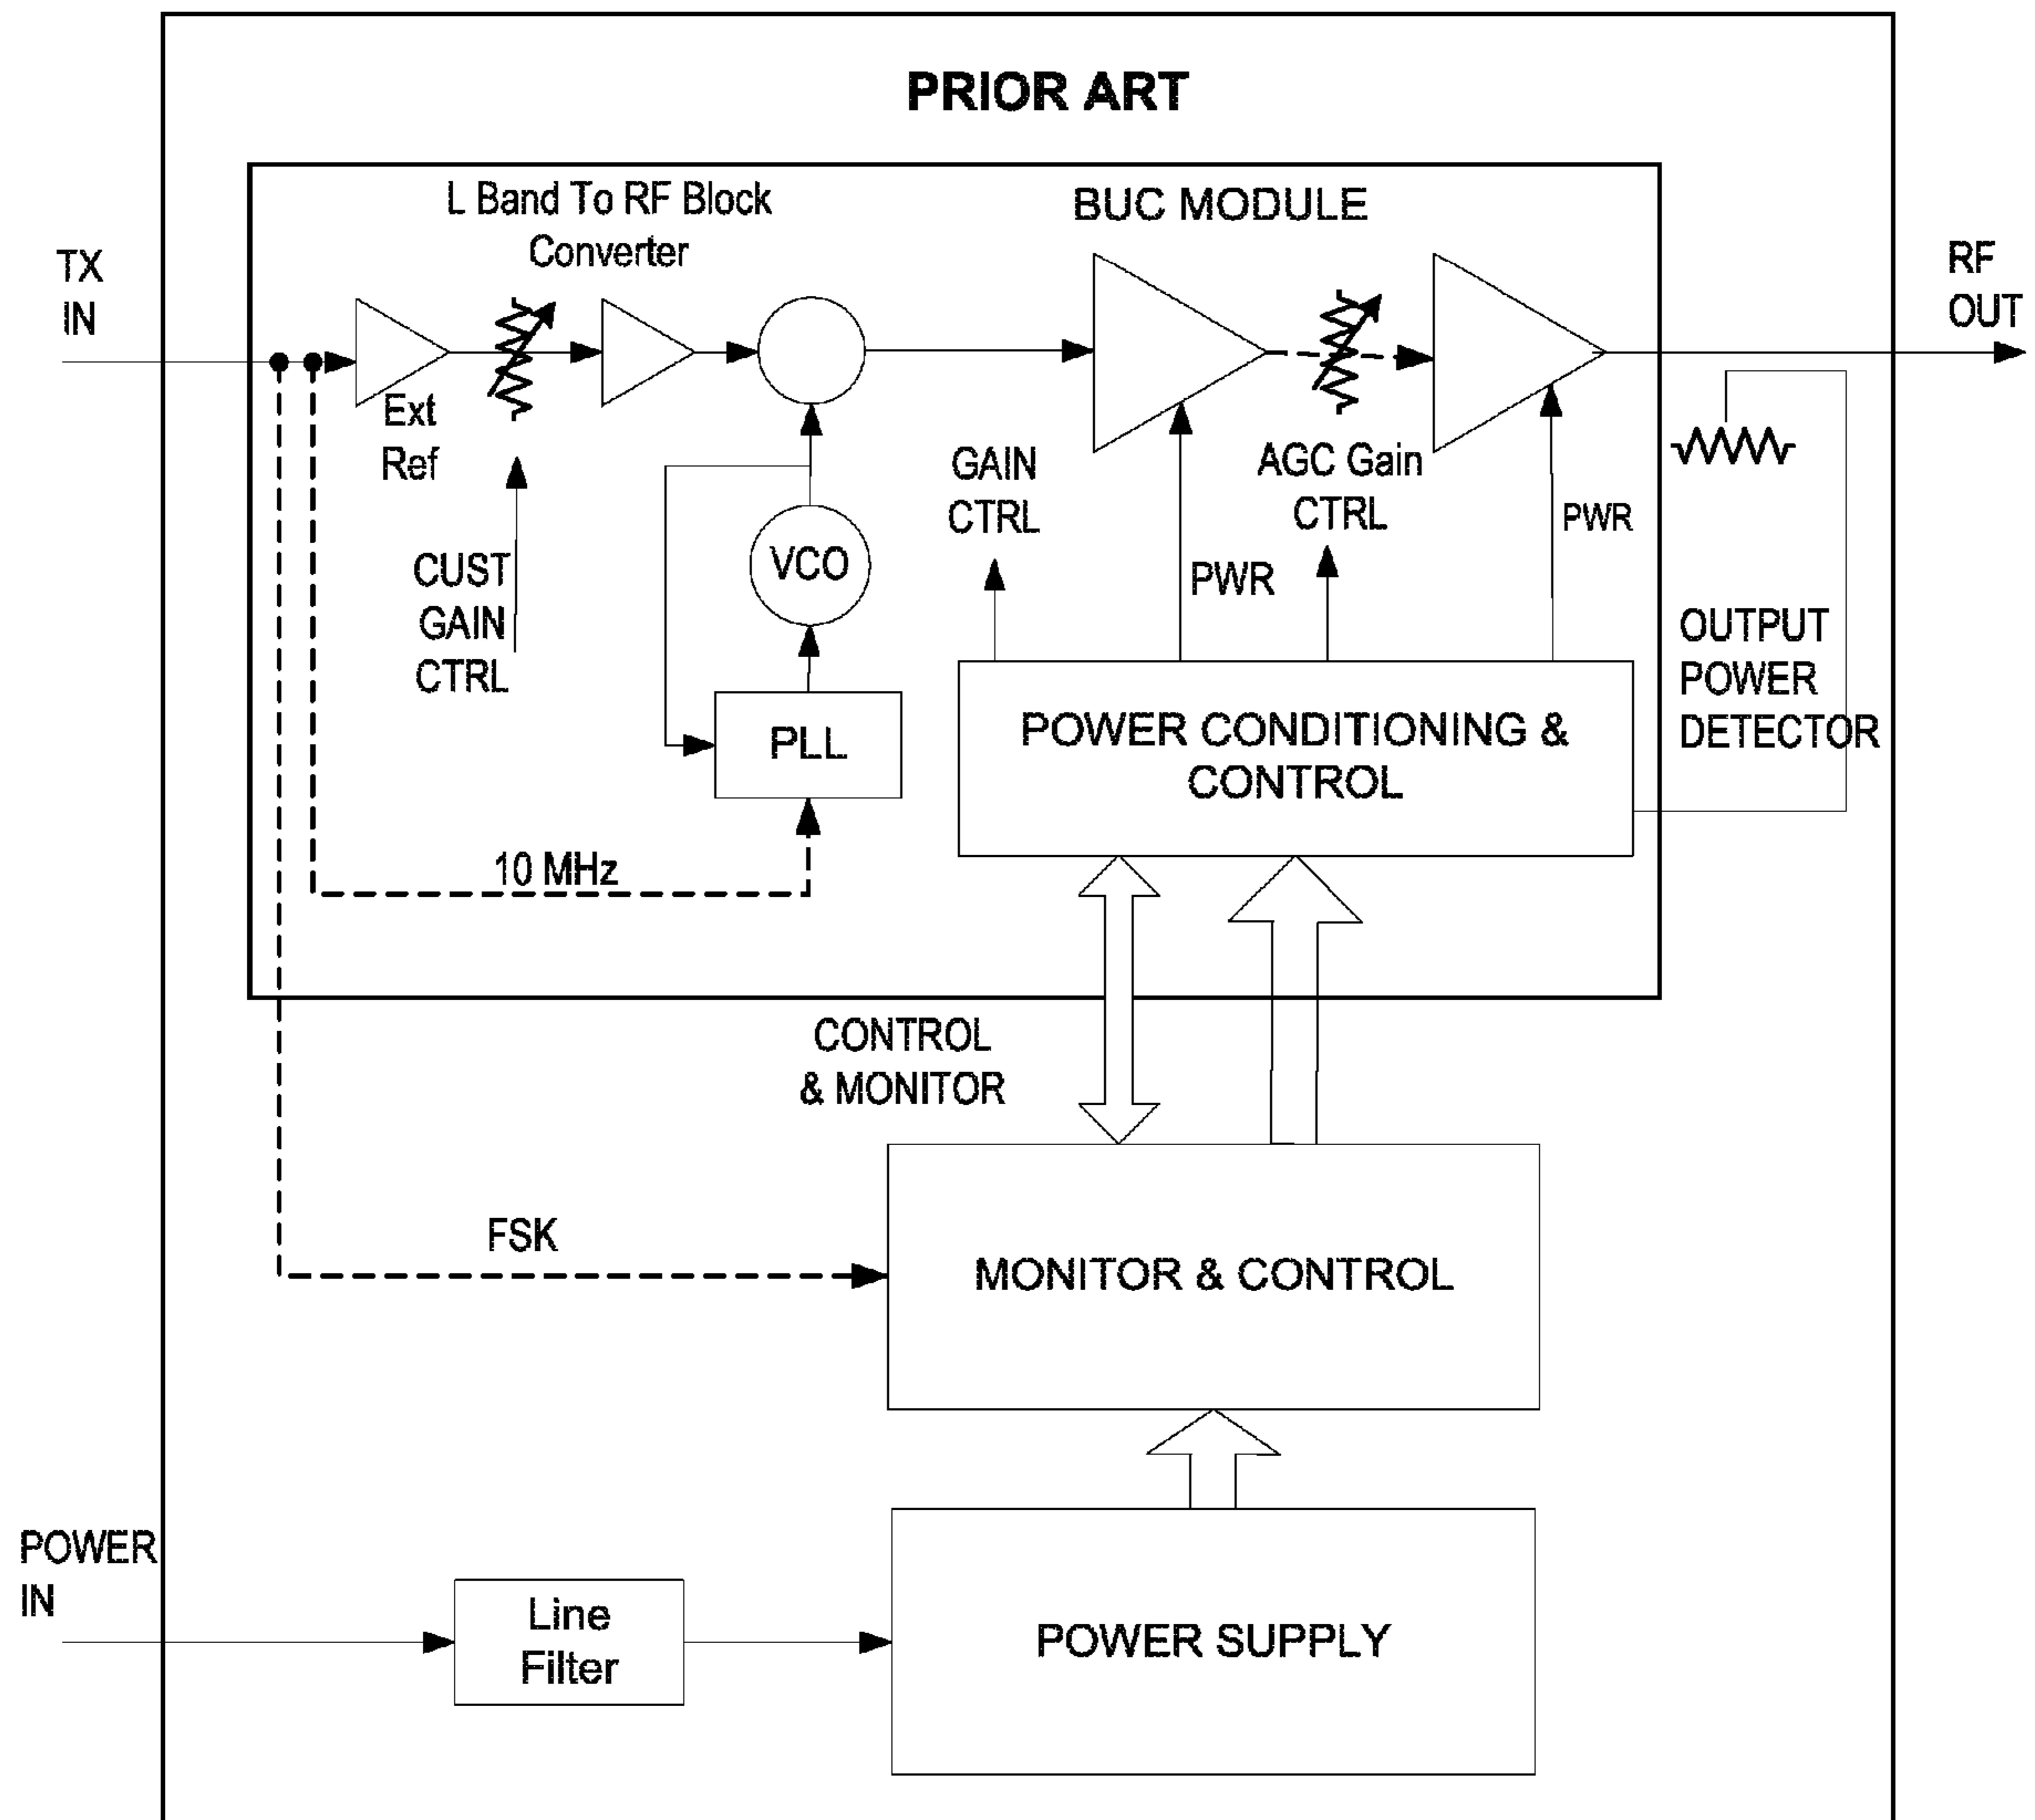 PRIOR ART
L Band To RF Block
Converter
BUC MODULE
TX
IN
RF
OUT
Ext
Ref
GAIN
CTRL
AGC Gain
CTRL
PWR
CUST
GAIN
CTRL
VCO
PWR
OUTPUT
POWER
DETECTOR
PLL
POWER CONDITIONING &
CONTROL
10 MHz
CONTROL
& MONITOR
FSK
MONITOR & CONTROL
POWER
IN
Line
Filter
POWER SUPPLY